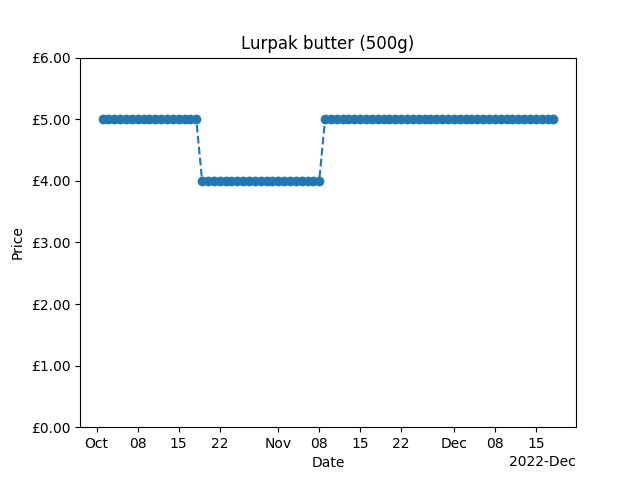 Lurpak butter (500g)
£6.00
£5.00
£4.00
£3.00
£2.00
£1.00
£0.00
Price
Oct 08 15 22 Nov 08 15 22 Dec 08 15
Date
2022-Dec